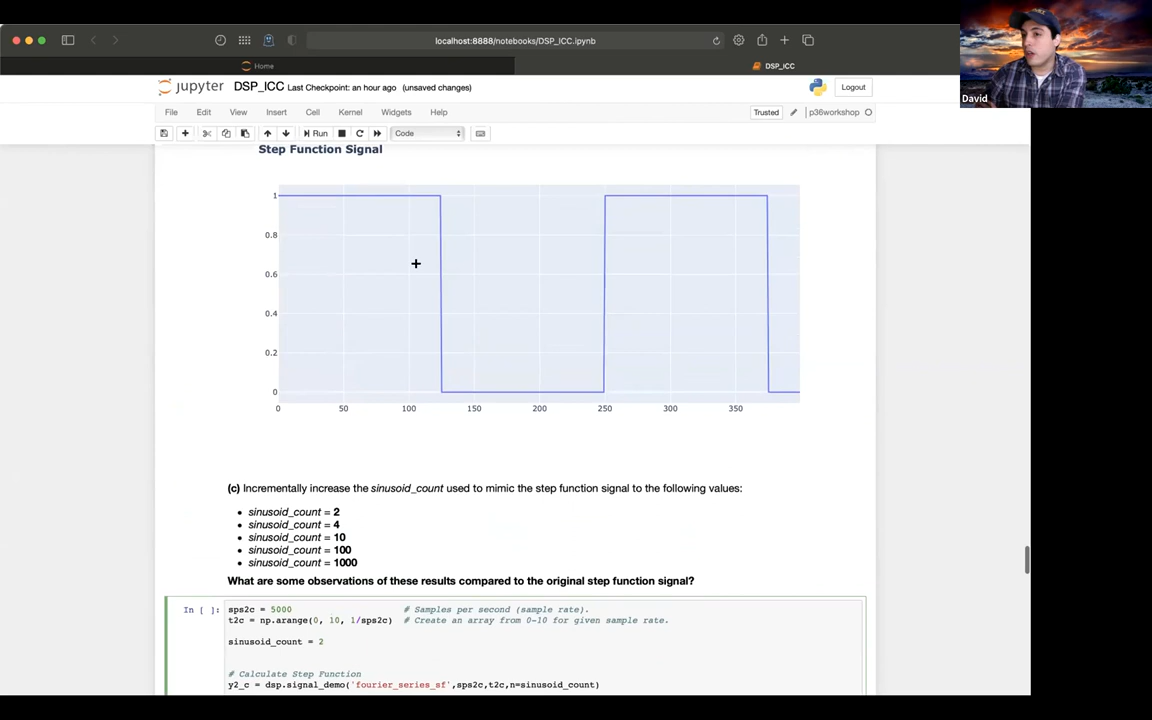 localhost:8888/notebooks/DSP_ICC.ipynb
Home
DSP_ICC
David
jupyter DSP_ICC Last Checkpoint: an hour ago (unsaved changes)
Logout
File Edit View Insert Cell Kernel Widgets Help
Trusted p36workshop
Run Code
Step Function Signal
1
0.8
0.6
0.4
0.2
0
0 50 100 150 200 250 300 350
(c) Incrementally increase the sinusoid_count used to mimic the step function signal to the following values:
• sinusoid_count = 2
• sinusoid_count = 4
• sinusoid_count = 10
• sinusoid_count = 100
• sinusoid_count = 1000
What are some observations of these results compared to the original step function signal?
In [ ]: sps2c = 5000 # Samples per second (sample rate).
t2c = np.arange(0, 10, 1/sps2c) # Create an array from 0-10 for given sample rate.
sinusoid_count = 2
# Calculate Step Function
y2_c = dsp.signal_demo('fourier_series_sf',sps2c,t2c,n=sinusoid_count)